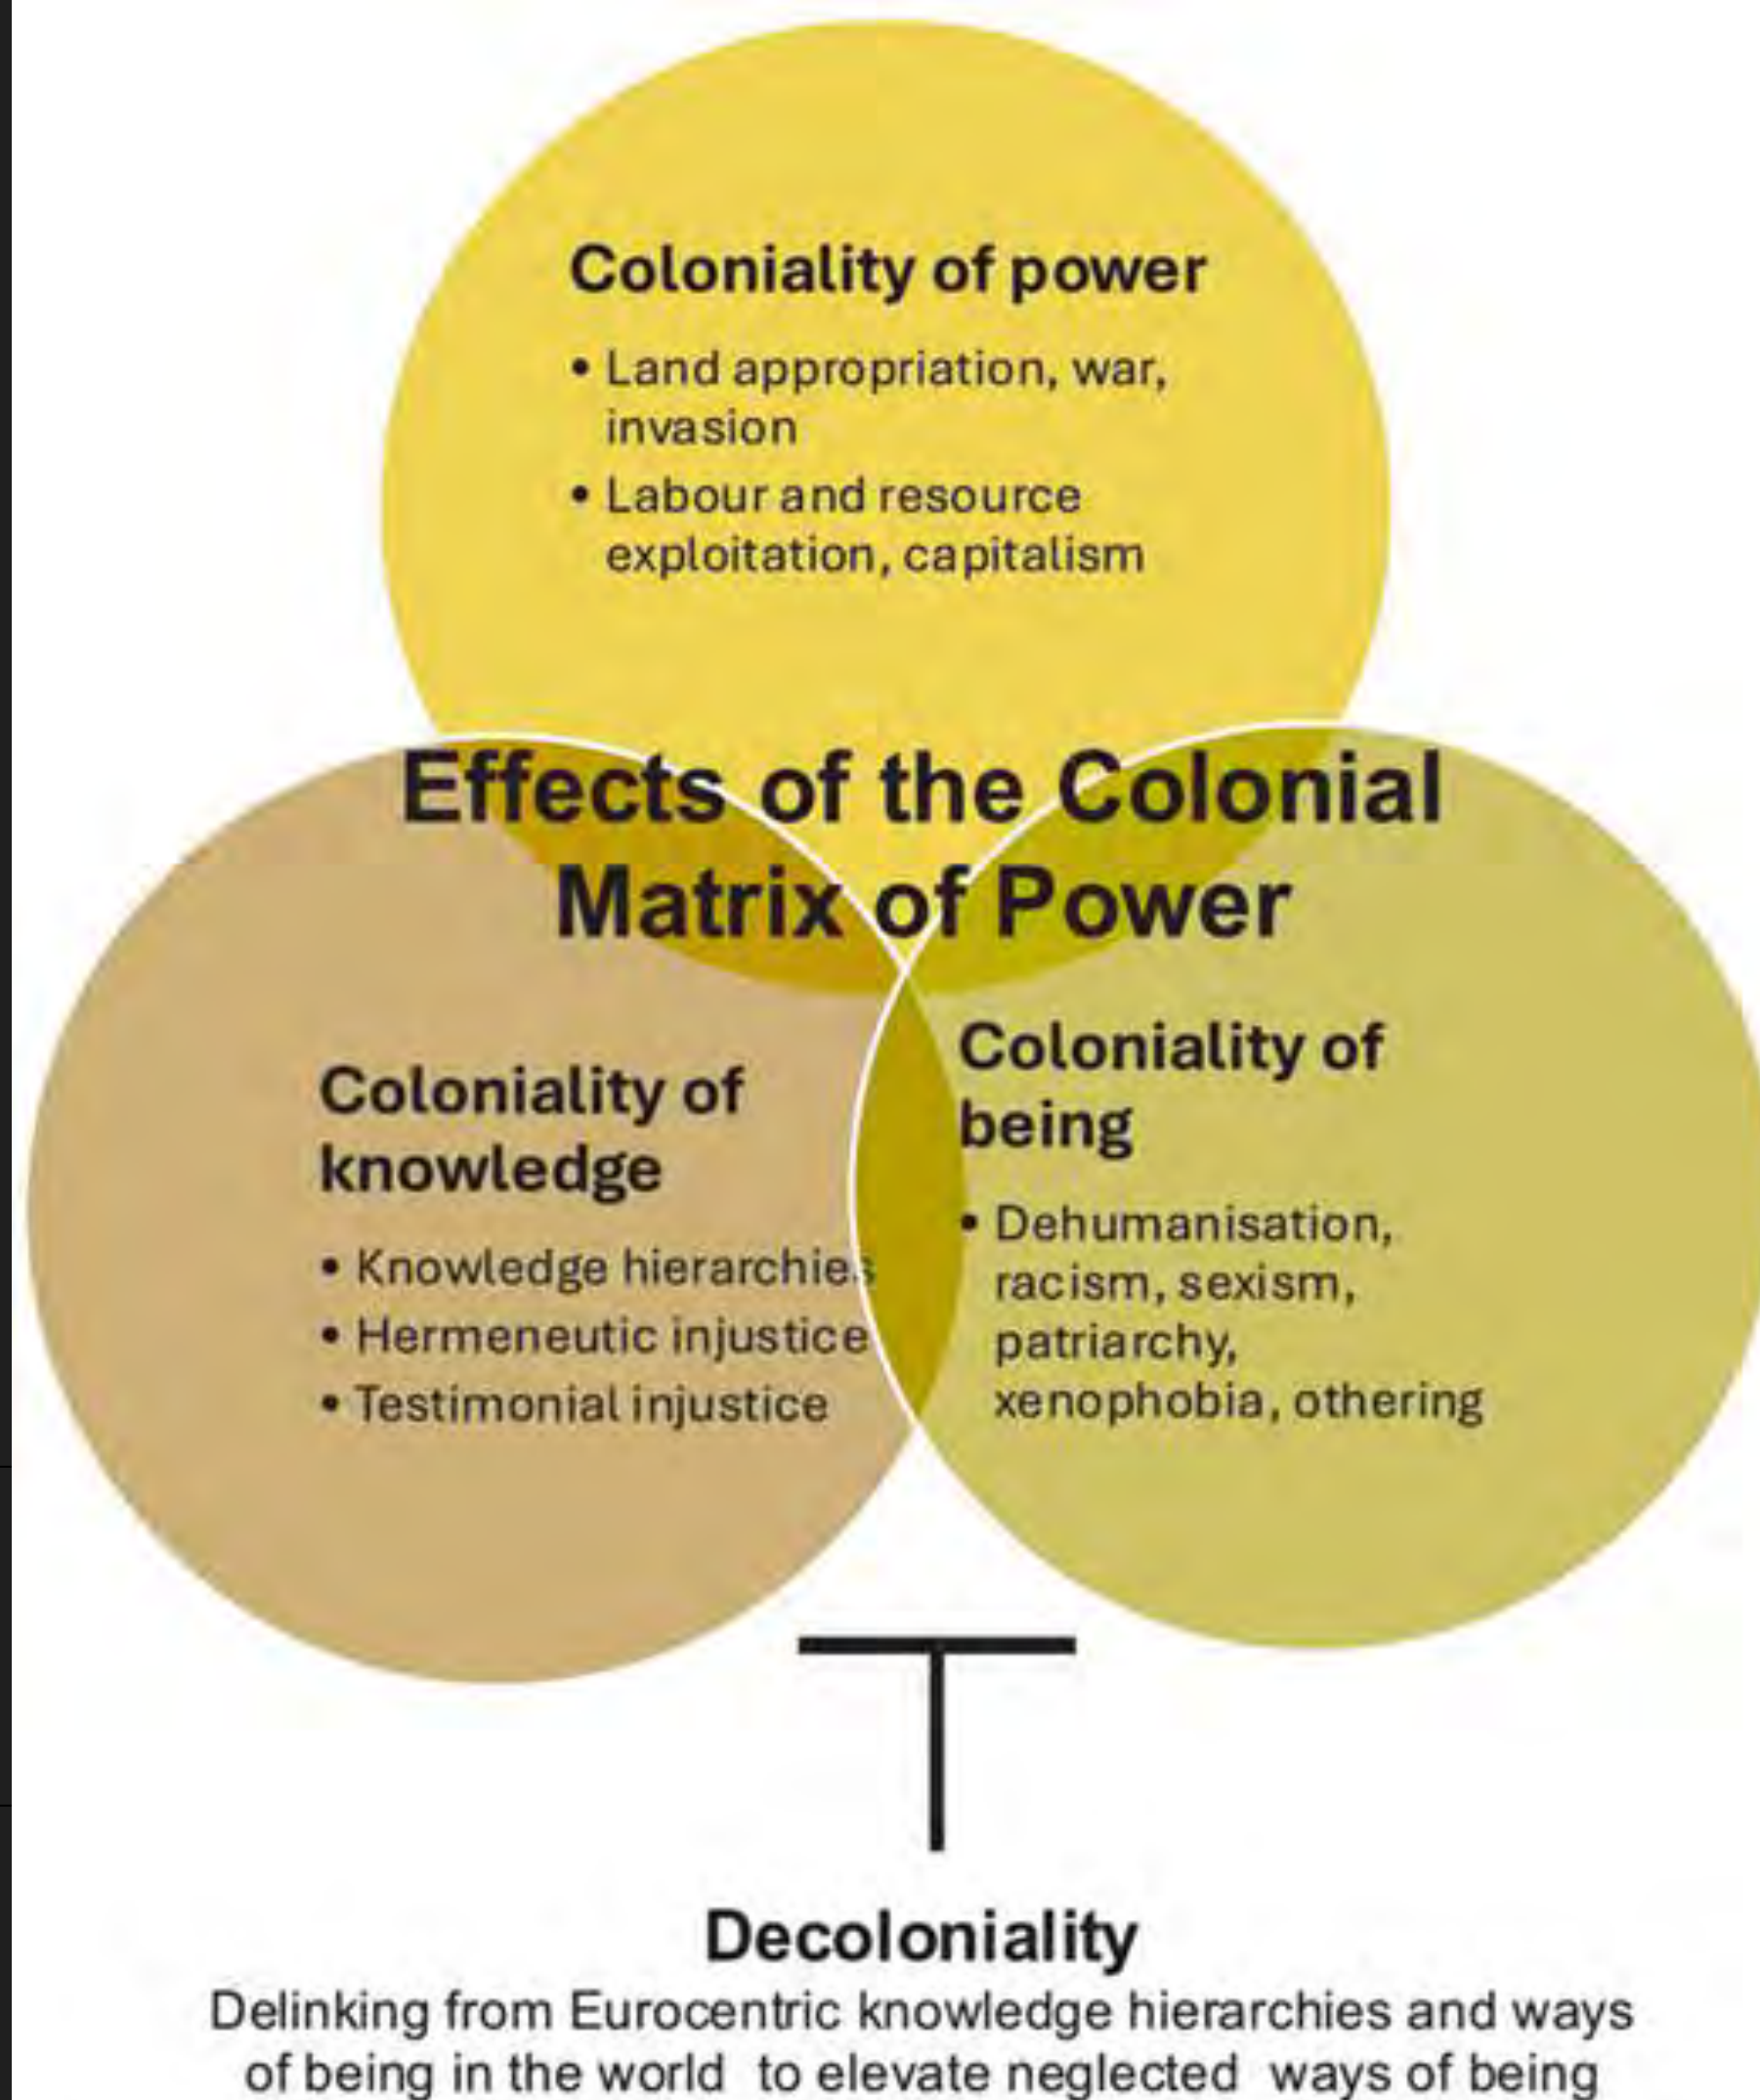 Coloniality of power
• Land appropriation, war,
invasion
• Labour and resource
exploitation, capitalism
Effects of the Colonial
Matrix of Power
Coloniality of
knowledge
• Knowledge hierarchies
• Hermeneutic injustice
• Testimonial injustice
Coloniality of
being
• Dehumanisation,
racism, sexism,
patriarchy,
xenophobia, othering
Decoloniality
Delinking from Eurocentric knowledge hierarchies and ways
of being in the world to elevate neglected ways of being